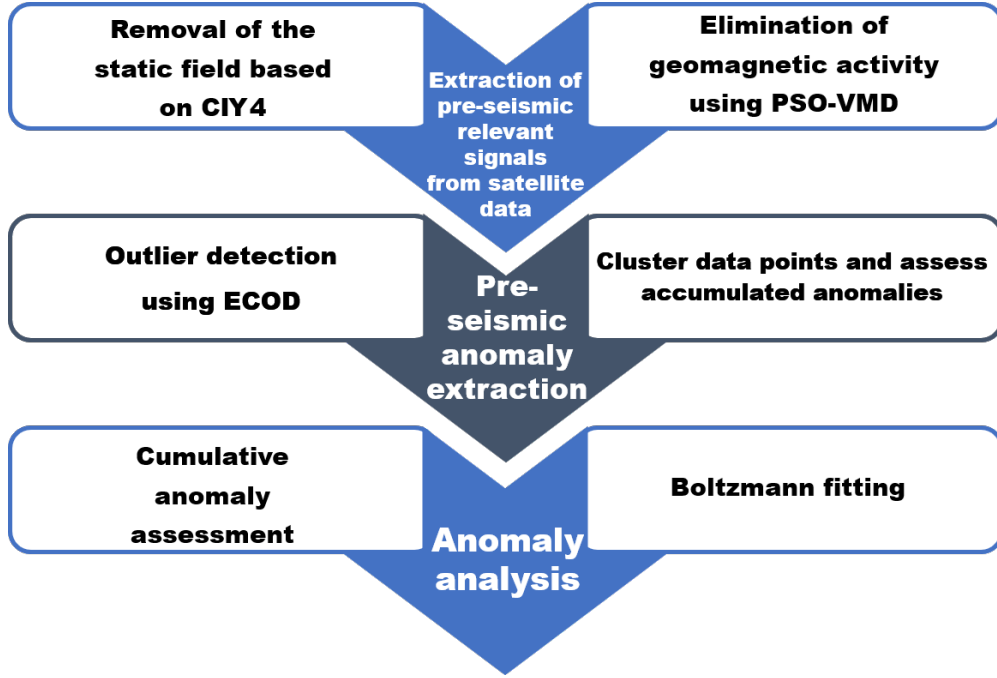 Removal of the
static field based
on CIY4
Extraction of
pre-seismic
relevant
signals
from satellite
data
Elimination of
geomagnetic activity
using PSO-VMD
Outlier detection
using ECOD
Pre-
seismic
anomaly
extraction
Cluster data points and assess
accumulated anomalies
Cumulative
anomaly
assessment
Anomaly
analysis
Boltzmann fitting